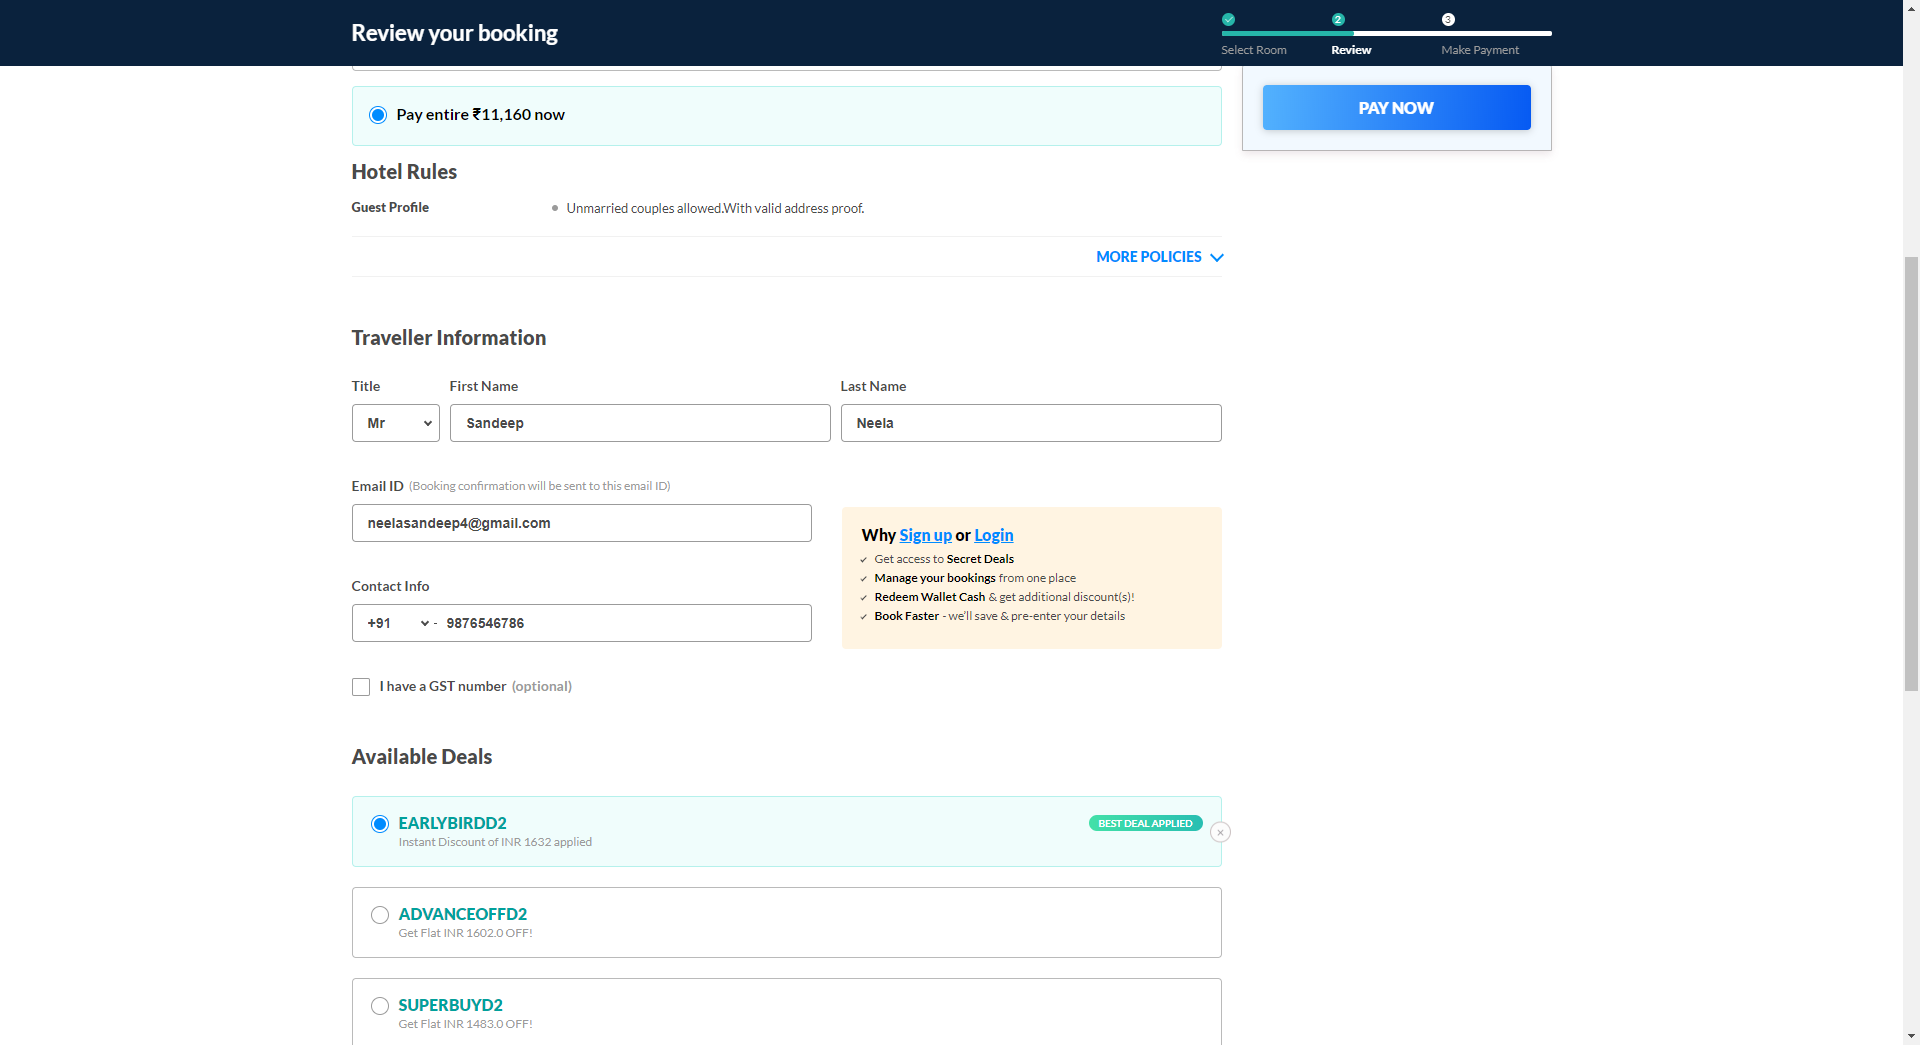 Review your booking
2
3
Select Room
Review
Make Payment
Pay entire ₹11,160 now
PAY NOW
Hotel Rules
Guest Profile
Unmarried couples allowed.With valid address proof.
MORE POLICIES
Traveller Information
Title
First Name
Last Name
Mr
Sandeep
Neela
Email ID (Booking confirmation will be sent to this email ID)
neelasandeep4@gmail.com
Why Sign up or Login
Get access to Secret Deals
Manage your bookings from one place
Redeem Wallet Cash & get additional discount(s)!
Book Faster - we’ll save & pre-enter your details
Contact Info
+91 - 9876546786
I have a GST number (optional)
Available Deals
EARLYBIRDD2
BEST DEAL APPLIED
Instant Discount of INR 1632 applied
ADVANCEOFFD2
Get Flat INR 1602.0 OFF!
SUPERBUYD2
Get Flat INR 1483.0 OFF!